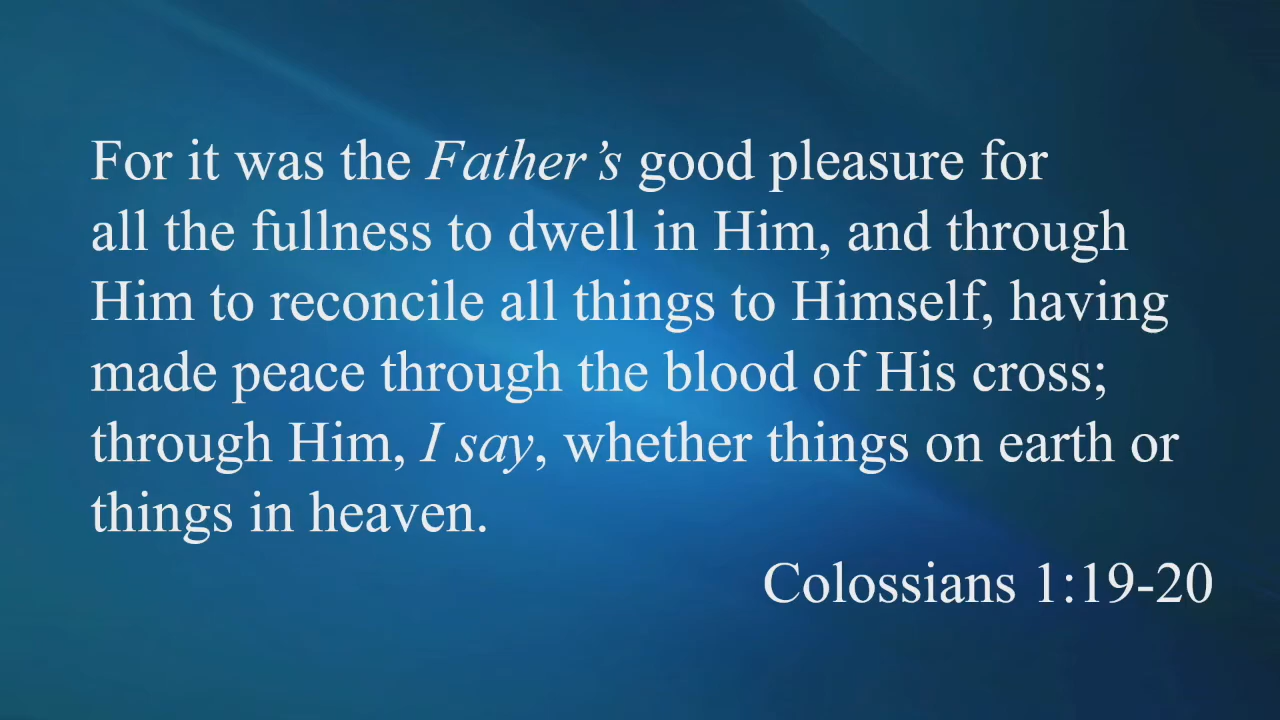 For it was the Father’s good pleasure for
all the fullness to dwell in Him, and through
Him to reconcile all things to Himself, having
made peace through the blood of His cross;
through Him, I say, whether things on earth or
things in heaven.
Colossians 1:19-20